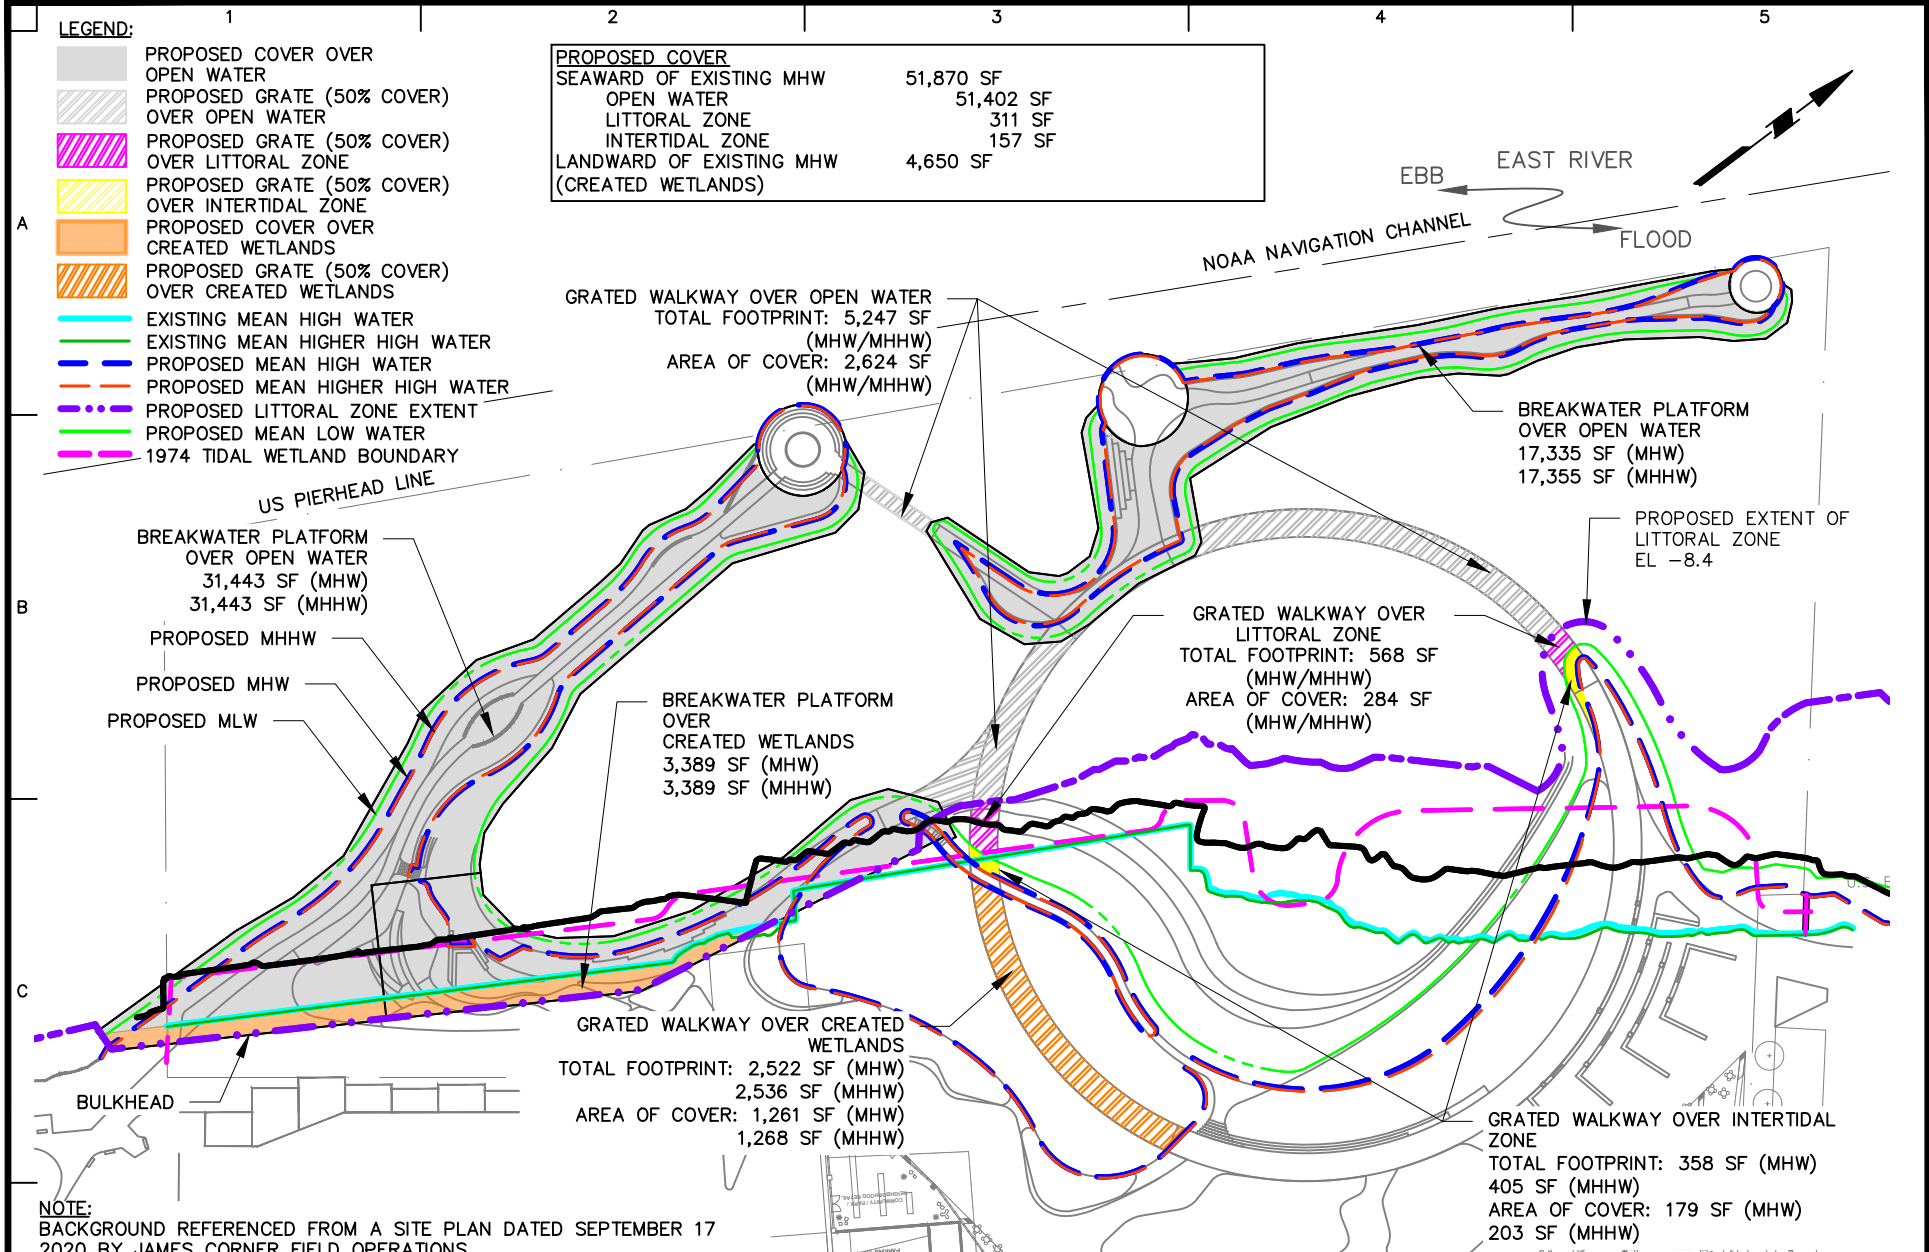 1 2 3 4 5
LEGEND:
PROPOSED COVER OVER
OPEN WATER
PROPOSED GRATE (50% COVER)
OVER OPEN WATER
PROPOSED GRATE (50% COVER)
OVER LITTORAL ZONE
PROPOSED GRATE (50% COVER)
OVER INTERTIDAL ZONE
PROPOSED COVER OVER
CREATED WETLANDS
PROPOSED GRATE (50% COVER)
OVER CREATED WETLANDS
EXISTING MEAN HIGH WATER
EXISTING MEAN HIGHER HIGH WATER
PROPOSED MEAN HIGH WATER
PROPOSED MEAN HIGHER HIGH WATER
PROPOSED LITTORAL ZONE EXTENT
PROPOSED MEAN LOW WATER
1974 TIDAL WETLAND BOUNDARY
PROPOSED COVER
SEAWARD OF EXISTING MHW 51,870 SF
OPEN WATER 51,402 SF
LITTORAL ZONE 311 SF
INTERTIDAL ZONE 157 SF
LANDWARD OF EXISTING MHW 4,650 SF
(CREATED WETLANDS)
EAST RIVER
EBB
FLOOD
NOAA NAVIGATION CHANNEL
A
GRATED WALKWAY OVER OPEN WATER
TOTAL FOOTPRINT: 5,247 SF
(MHW/MHHW)
AREA OF COVER: 2,624 SF
(MHW/MHHW)
BREAKWATER PLATFORM
OVER OPEN WATER
17,335 SF (MHW)
17,355 SF (MHHW)
US PIERHEAD LINE
BREAKWATER PLATFORM
OVER OPEN WATER
31,443 SF (MHW)
31,443 SF (MHHW)
PROPOSED EXTENT OF
LITTORAL ZONE
EL -8.4
B
PROPOSED MHHW
PROPOSED MHW
PROPOSED MLW
GRATED WALKWAY OVER
LITTORAL ZONE
TOTAL FOOTPRINT: 568 SF
(MHW/MHHW)
AREA OF COVER: 284 SF
(MHW/MHHW)
BREAKWATER PLATFORM
OVER
CREATED WETLANDS
3,389 SF (MHW)
3,389 SF (MHHW)
C
GRATED WALKWAY OVER CREATED
WETLANDS
TOTAL FOOTPRINT: 2,522 SF (MHW)
2,536 SF (MHHW)
AREA OF COVER: 1,261 SF (MHW)
1,268 SF (MHHW)
BULKHEAD
GRATED WALKWAY OVER INTERTIDAL
ZONE
TOTAL FOOTPRINT: 358 SF (MHW)
405 SF (MHHW)
AREA OF COVER: 179 SF (MHW)
203 SF (MHHW)
NOTE:
BACKGROUND REFERENCED FROM A SITE PLAN DATED SEPTEMBER 17
2020 BY JAMES CORNER FIELD OPERATIONS